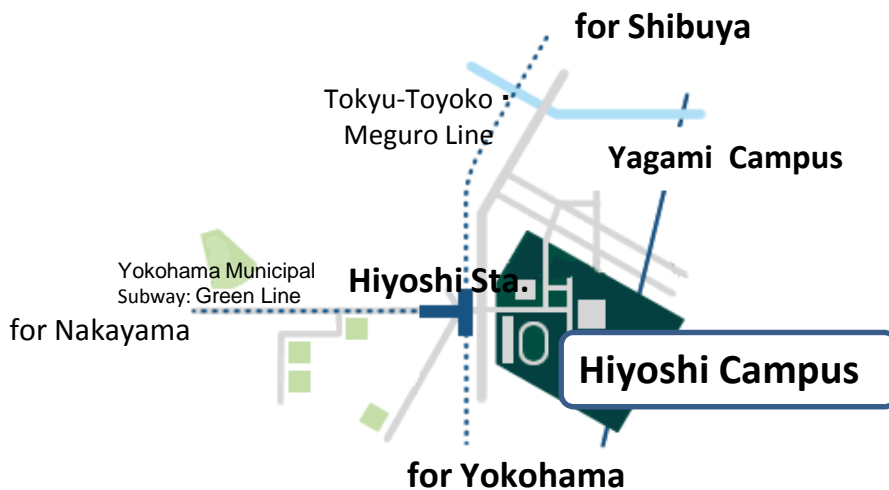 for Shibuya
Tokyu-Toyoko
Meguro Line
Yagami Campus
Yokohama Municipal
Subway: Green Line
Hiyoshi Sta.
for Nakayama
Hiyoshi Campus
for Yokohama